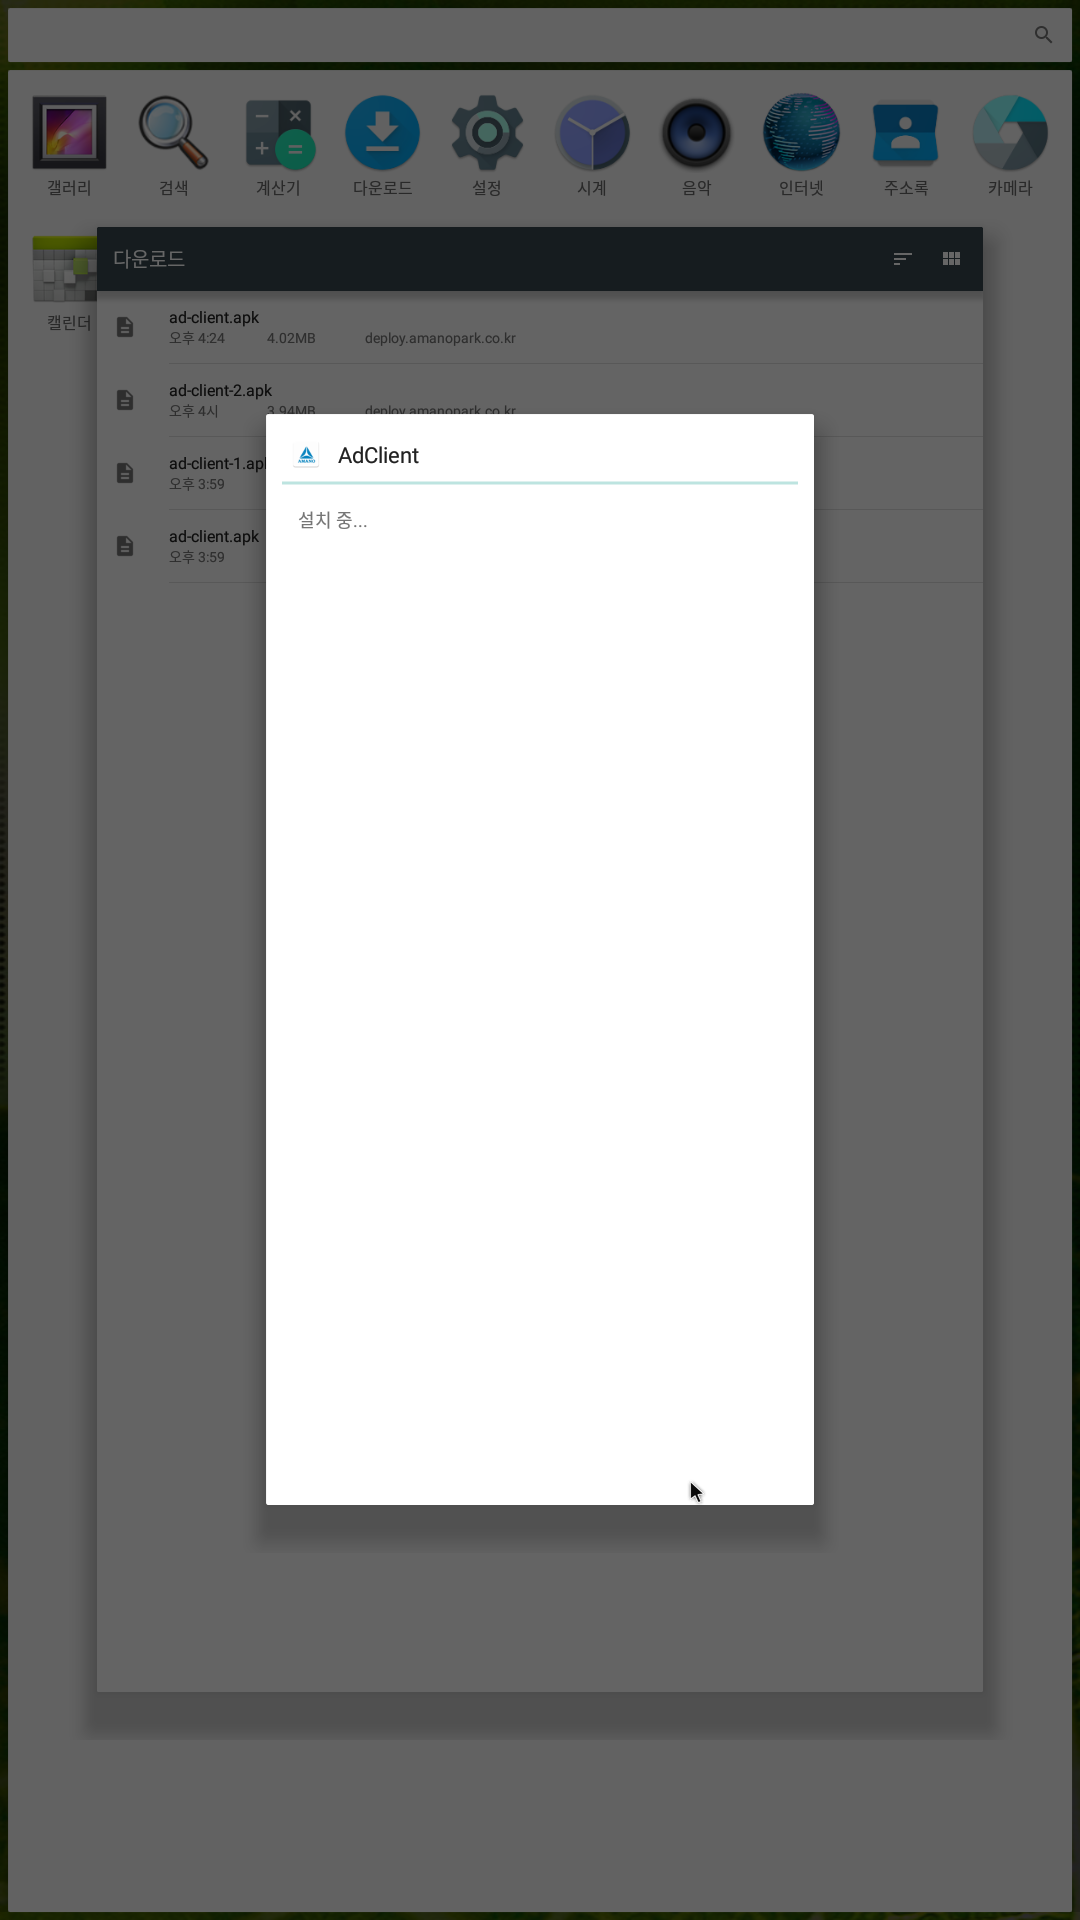 갤러리
검색
계산기
다운로드
설정
시계
음악
인터넷
주소록
카메라
캘린더
다운로드
ad-client.apk
오후 4:24 4.02MB deploy.amanopark.co.kr
ad-client-2.apk
오후 4시 3.94MB deploy.amanopark.co.kr
ad-client-1.apk
오후 3:59
ad-client.apk
오후 3:59
AMANO
AdClient
설치 중...